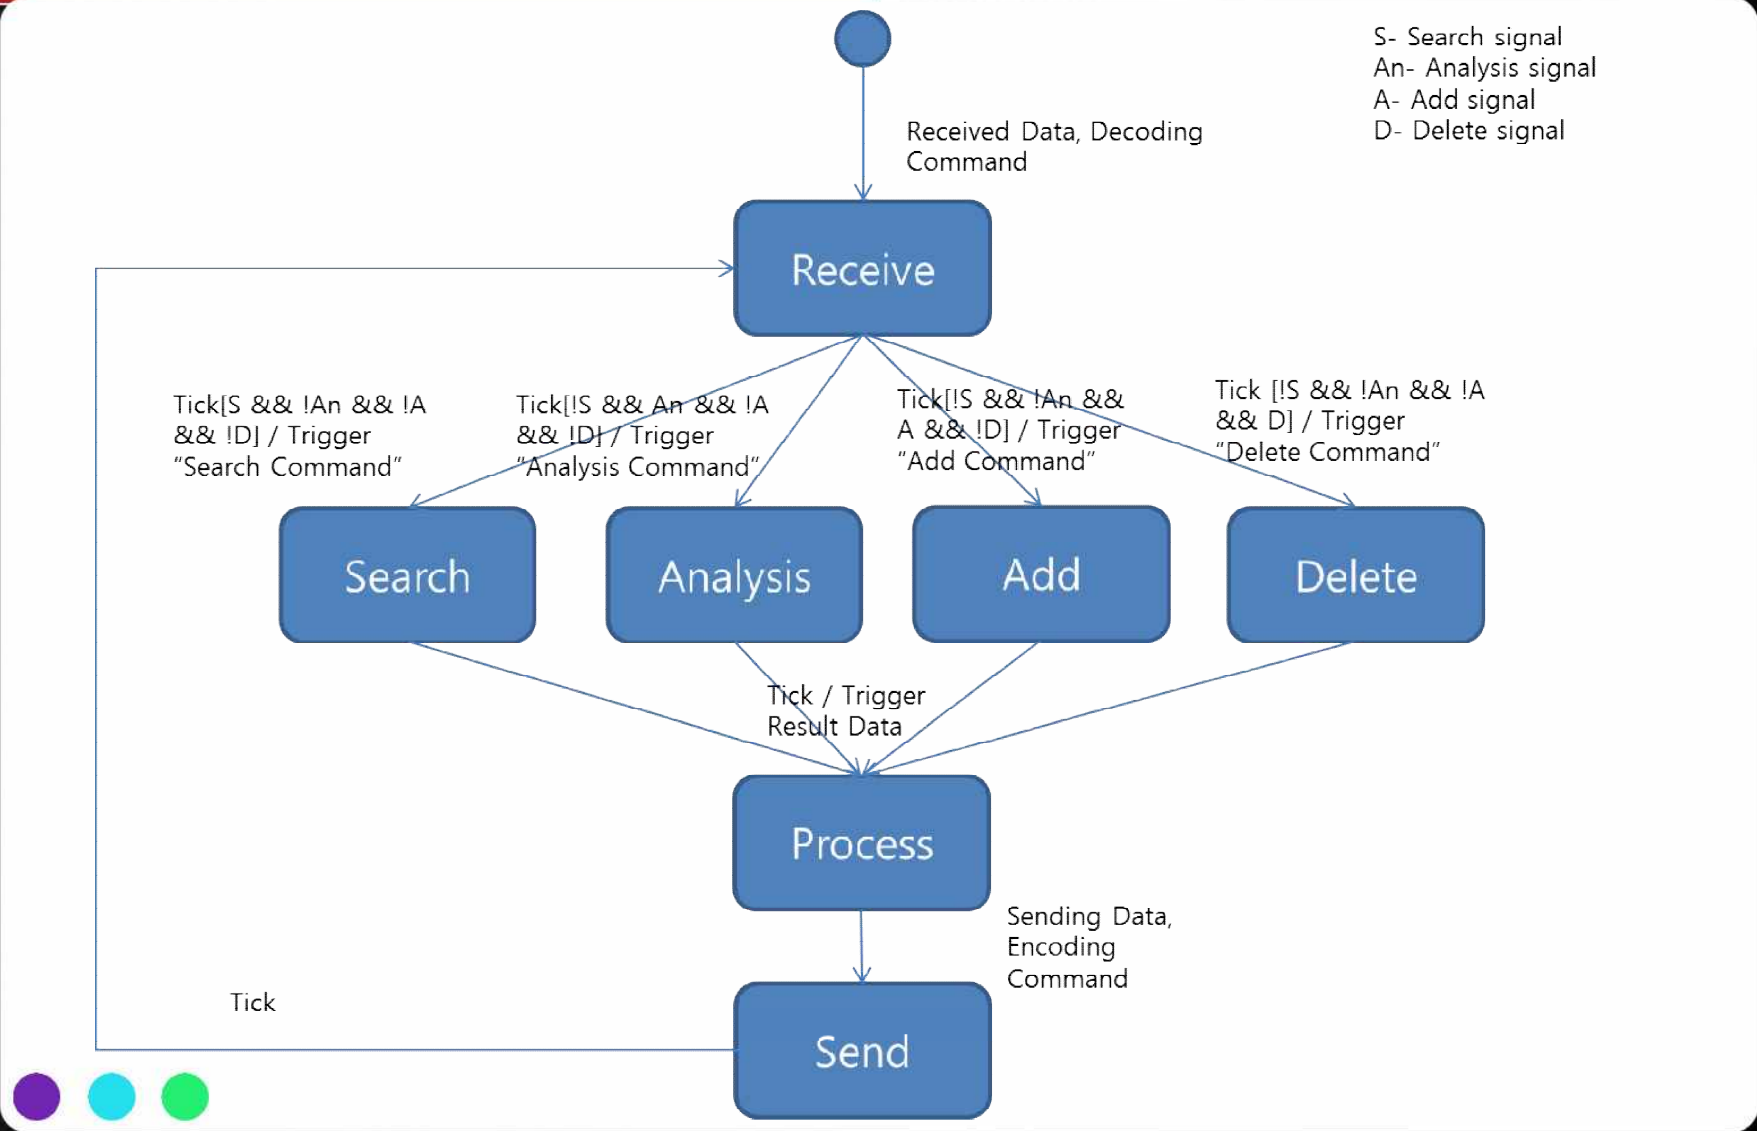 S- Search signal
An- Analysis signal
A- Add signal
D- Delete signal
Received Data, Decoding
Command
Receive
Tick[S && !An && !A
&& !D] / Trigger
“Search Command”
Tick[!S && An && !A
&& !D] / Trigger
“Analysis Command”
Tick[!S && !An &&
A && !D] / Trigger
“Add Command”
Tick [!S && !An && !A
&& D] / Trigger
“Delete Command”
Search
Analysis
Add
Delete
Tick / Trigger
Result Data
Process
Sending Data,
Encoding
Command
Tick
Send